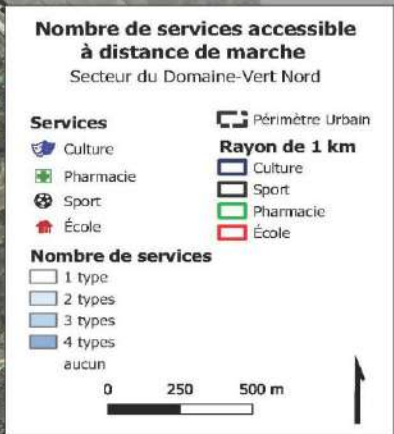 Nombre de services accessible
à distance de marche
Secteur du Domaine-Vert Nord
Services
Culture
Pharmacie
Sport
École
Périmètre Urbain
Rayon de 1 km
Culture
Sport
Pharmacie
École
Nombre de services
1 type
2 types
3 types
4 types
aucun
0 250 500 m